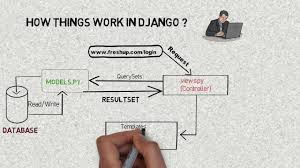 HOW THINGS WORK IN DJANGO ?
www.freshup.com/login
Request
MODELS.PY
QuerySets
views.py
(Controller)
Read/Write
RESULTSET
DATABASE
Templates